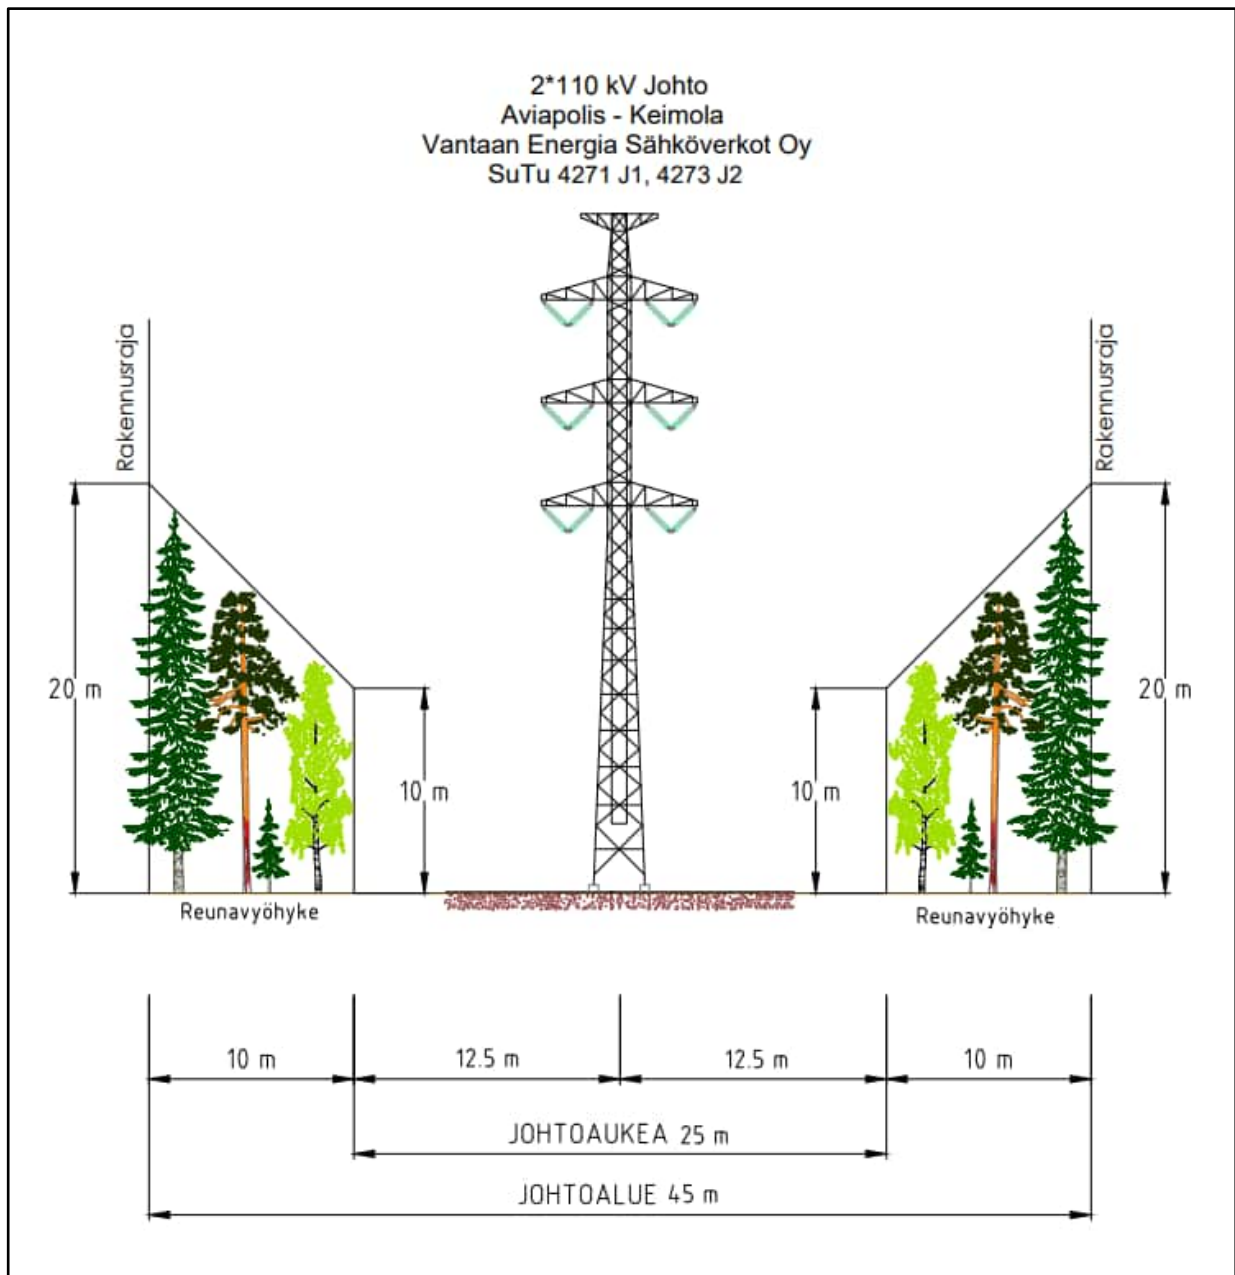 2*110 kV Johto
Aviapolis - Keimola
Vantaan Energia Sähköverkot Oy
SuTu 4271 J1, 4273 J2
Rakennusraja
Rakennusraja
20 m
10 m
10 m
20 m
Reunavyöhyke
Reunavyöhyke
10 m
12.5 m
12.5 m
10 m
JOHTOAUKEA 25 m
JOHTOALUE 45 m